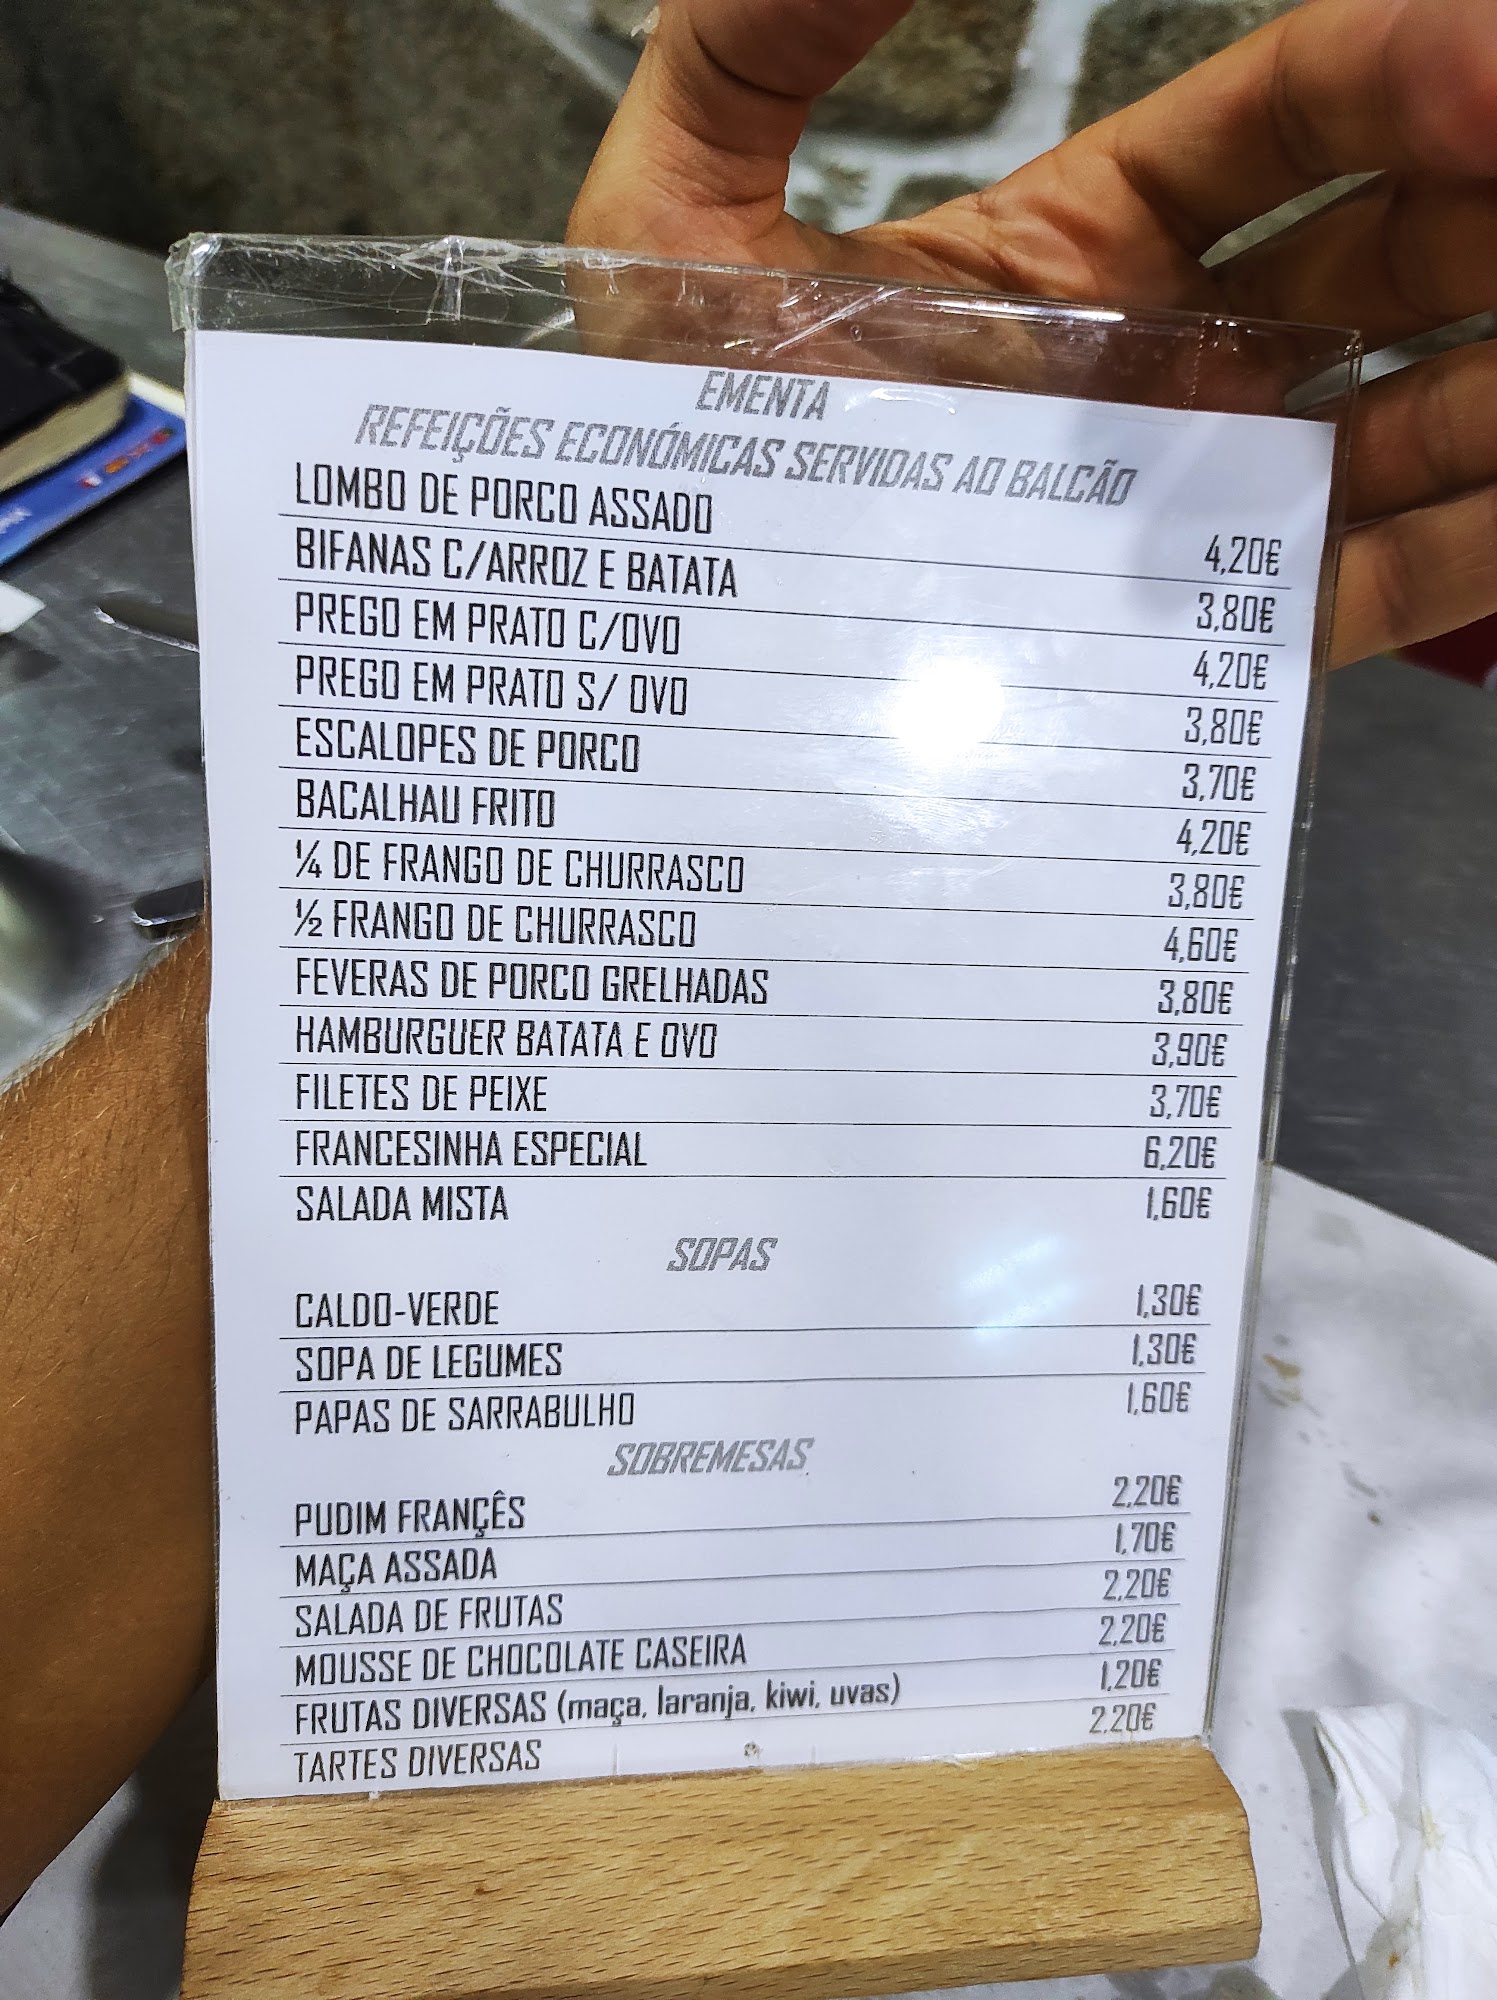 EMENTA
REFEIÇÕES ECONÓMICAS SERVIDAS AO BALCÃO
LOMBO DE PORCO ASSADO 4,20€
BIFANAS C/ARROZ E BATATA 3,80€
PREGO EM PRATO C/OVO 4,20€
PREGO EM PRATO S/ OVO 3,80€
ESCALOPES DE PORCO 3,70€
BACALHAU FRITO 4,20€
¼ DE FRANGO DE CHURRASCO 3,80€
½ FRANGO DE CHURRASCO 4,60€
FEVERAS DE PORCO GRELHADAS 3,80€
HAMBURGUER BATATA E OVO 3,90€
FILETES DE PEIXE 3,70€
FRANCESINHA ESPECIAL 6,20€
SALADA MISTA 1,60€
SOPAS
CALDO-VERDE 1,30€
SOPA DE LEGUMES 1,30€
PAPAS DE SARRABULHO 1,60€
SOBREMESAS
PUDIM FRANÇÊS 2,20€
MAÇA ASSADA 1,70€
SALADA DE FRUTAS 2,20€
MOUSSE DE CHOCOLATE CASEIRA 2,20€
FRUTAS DIVERSAS (maça, laranja, kiwi, uvas) 1,20€
TARTES DIVERSAS 2,20€